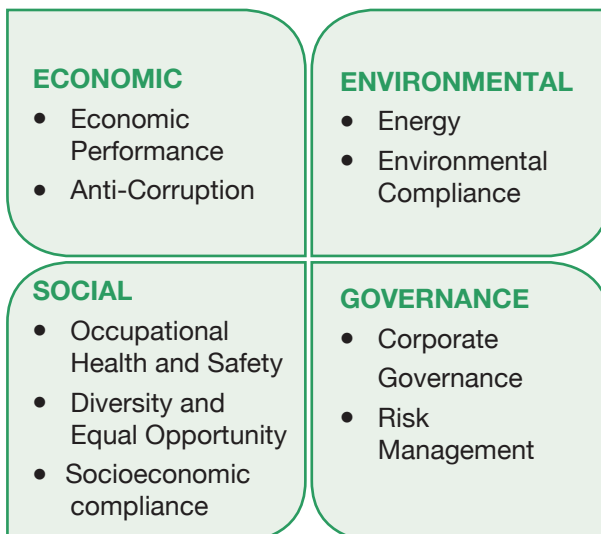 ECONOMIC
• Economic
Performance
• Anti-Corruption
ENVIRONMENTAL
• Energy
• Environmental
Compliance
SOCIAL
• Occupational
Health and Safety
• Diversity and
Equal Opportunity
• Socioeconomic
compliance
GOVERNANCE
• Corporate
Governance
• Risk
Management